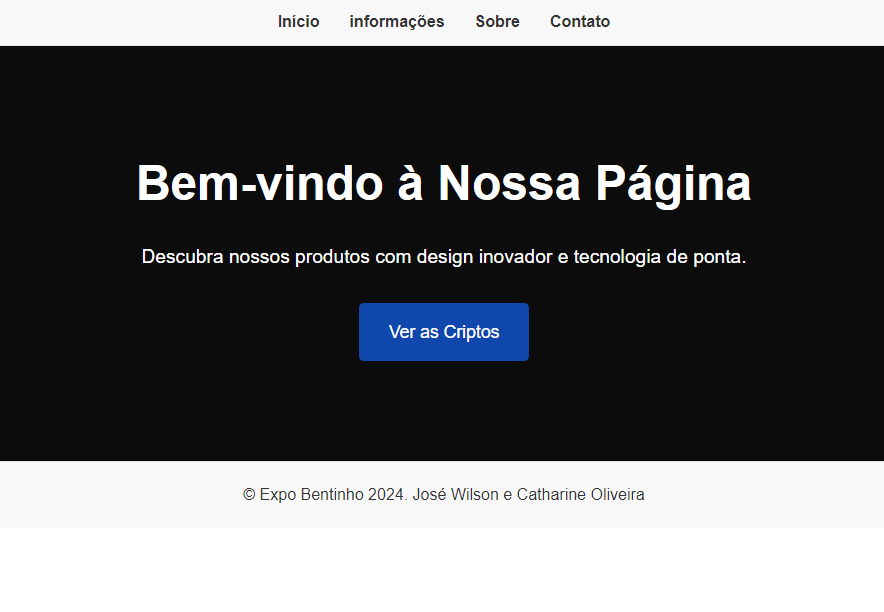 Início informações Sobre Contato
Bem-vindo à Nossa Página
Descubra nossos produtos com design inovador e tecnologia de ponta.
Ver as Criptos
© Expo Bentinho 2024. José Wilson e Catharine Oliveira